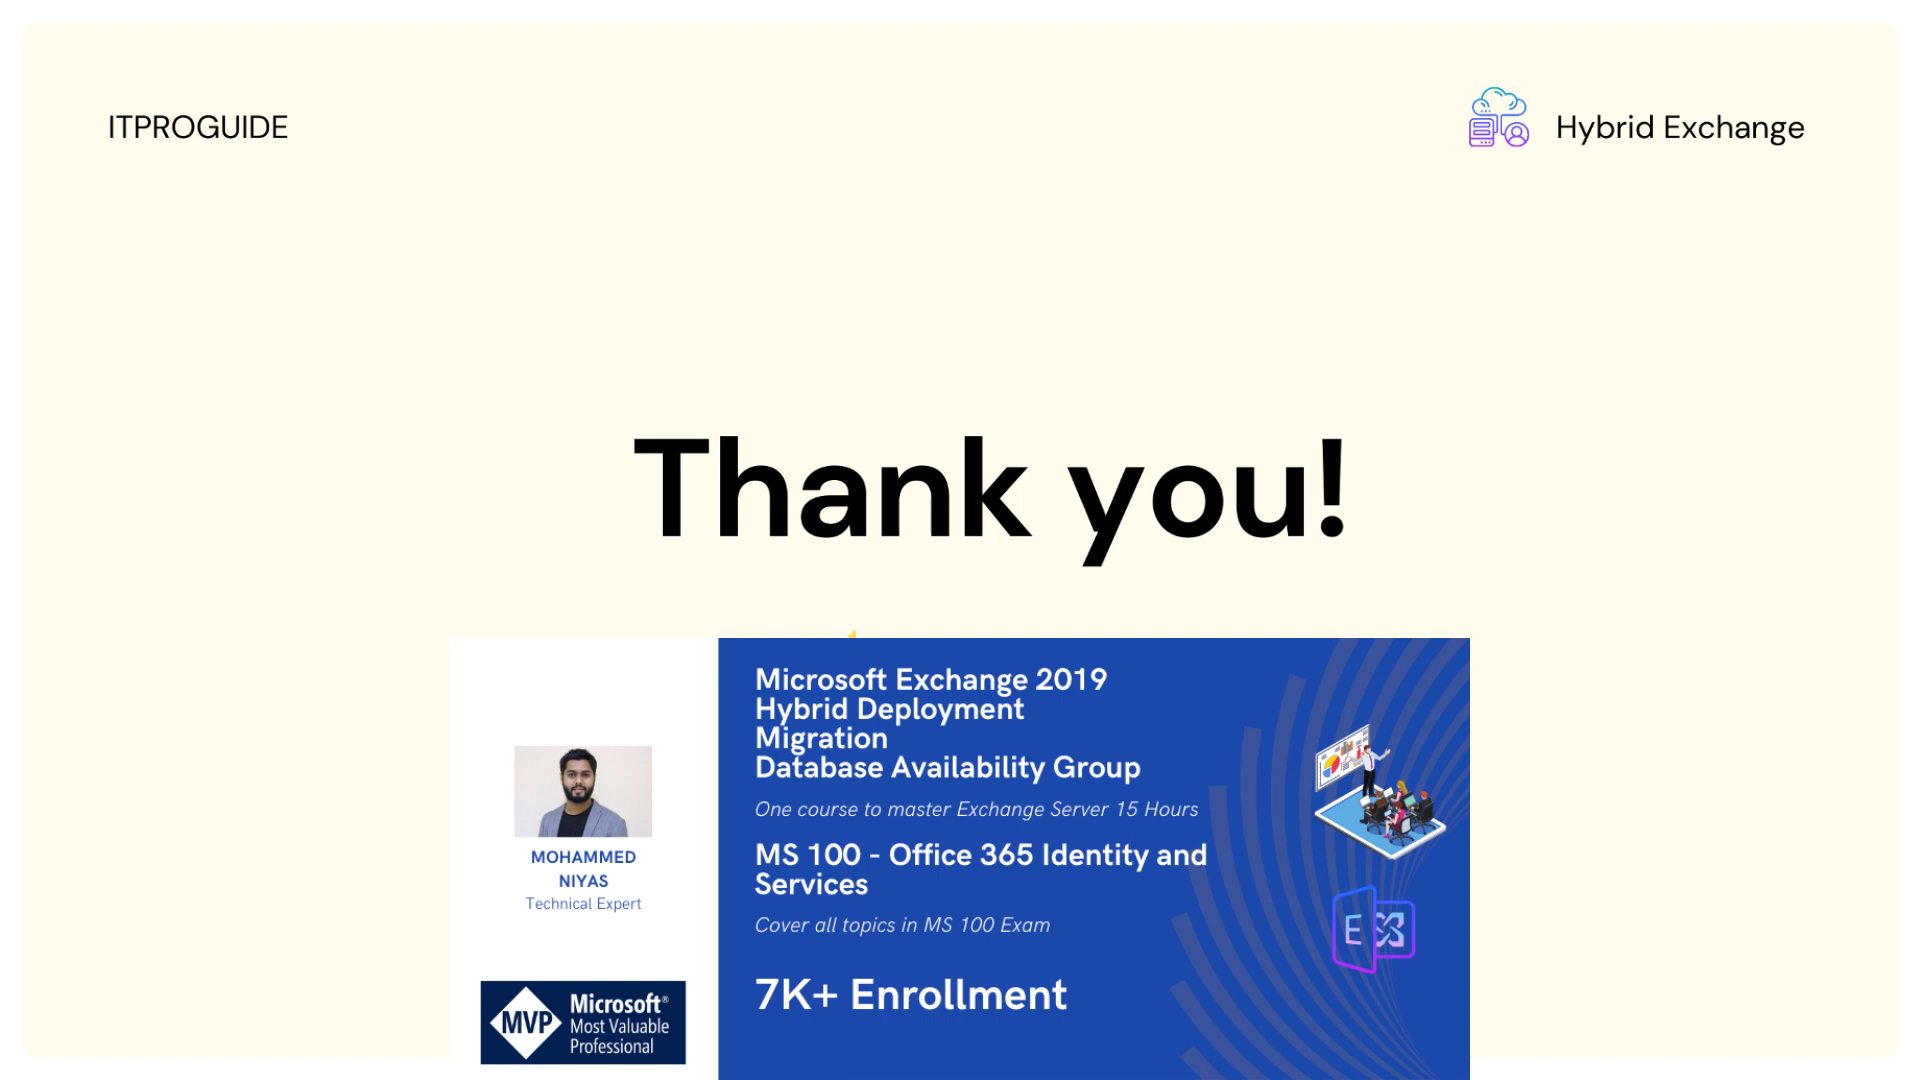 ITPROGUIDE
Hybrid Exchange
Thank you!
MOHAMMED
NIYAS
Technical Expert
MVP
Microsoft®
Most Valuable
Professional
Microsoft Exchange 2019
Hybrid Deployment
Migration
Database Availability Group
One course to master Exchange Server 15 Hours
MS 100 - Office 365 Identity and
Services
Cover all topics in MS 100 Exam
7K+ Enrollment
E